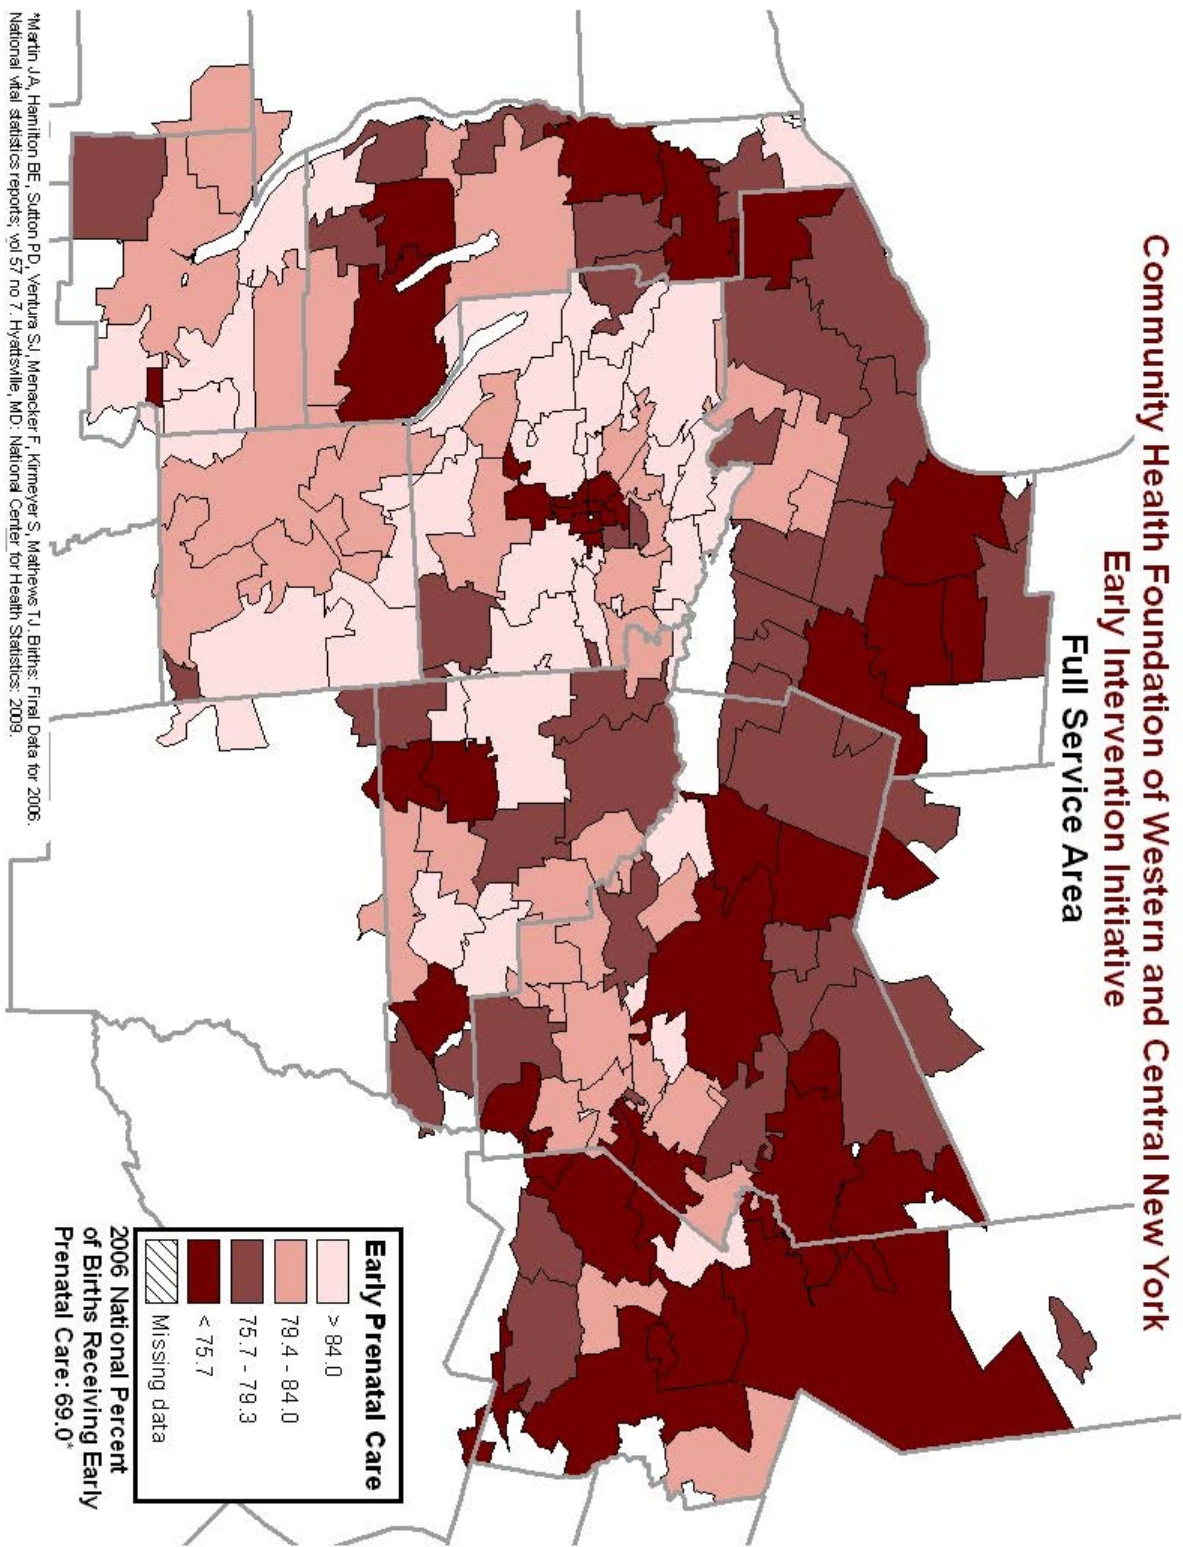 Community Health Foundation of Western and Central New York
Early Intervention Initiative
Full Service Area
Early Prenatal Care
> 84.0
79.4 - 84.0
75.7 - 79.3
< 75.7
Missing data
2006 National Percent
of Births Receiving Early
Prenatal Care: 69.0*
*Martin JA, Hamilton BE, Sutton PD, Ventura SJ, Menacker F, Kirmeyer S, Mathews TJ. Births: Final Data for 2006.
National vital statistics reports; vol 57 no 7. Hyattsville, MD: National Center for Health Statistics: 2009.